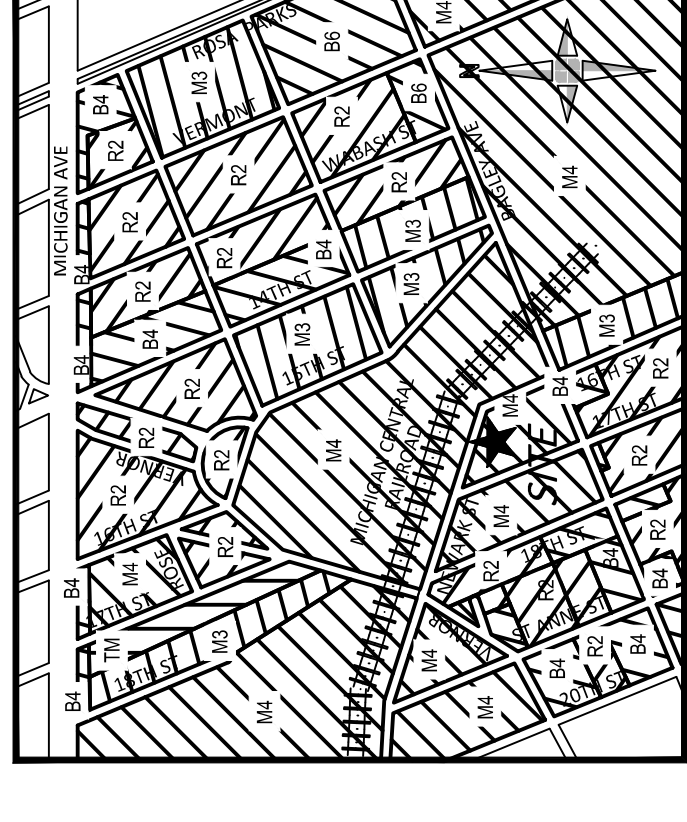 ROSA PARKS
M4
B6
M3
B4
B6
N
VERMONT
R2
WABASH ST
R2
BAGLEY AVE
MICHIGAN AVE
R2
R2
M4
R2
M3
B4
R2
B4
R2
M3
14TH ST
R2
B4
M3
M3
B4
15TH ST
16TH ST
R2
R2
B4
M4
17TH ST
MICHIGAN CENTRAL
RAILROAD
R2
VERNOR
R2
M4
R2
SITE
R2
16TH ST
NEWARK ST
M4
R2
R2
ROSE
18TH ST
B4
M4
R2
R2
B4
B4
17TH ST
ST ANNE ST
VERNOR
TM
M3
18TH ST
M4
B4
R2
B4
20TH ST
B4
M4
M4